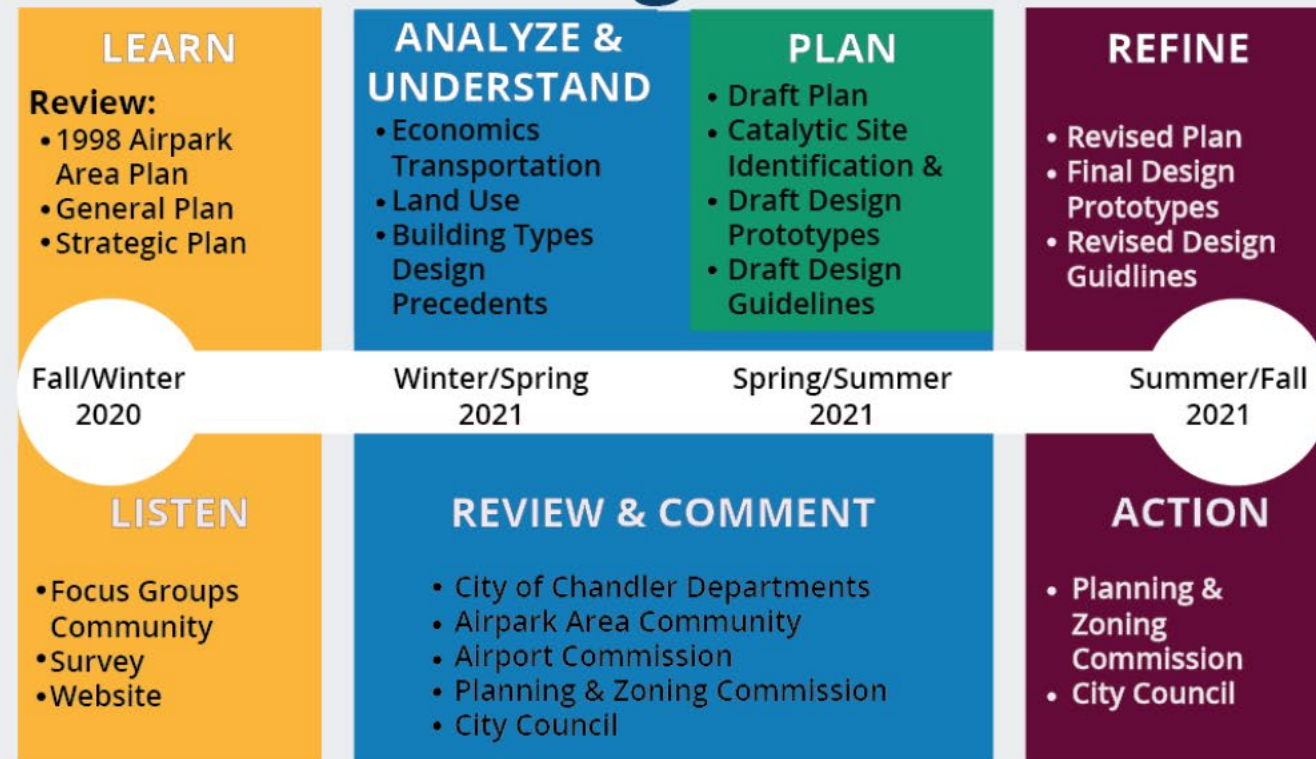 LEARN
Review:
• 1998 Airpark
Area Plan
• General Plan
• Strategic Plan
ANALYZE &
UNDERSTAND
• Economics
Transportation
• Land Use
• Building Types
Design
Precedents
PLAN
• Draft Plan
• Catalytic Site
Identification &
• Draft Design
Prototypes
• Draft Design
Guidelines
REFINE
• Revised Plan
• Final Design
Prototypes
• Revised Design
Guidlines
Fall/Winter
2020
Winter/Spring
2021
Spring/Summer
2021
Summer/Fall
2021
LISTEN
• Focus Groups
Community
• Survey
• Website
REVIEW & COMMENT
• City of Chandler Departments
• Airpark Area Community
• Airport Commission
• Planning & Zoning Commission
• City Council
ACTION
• Planning &
Zoning
Commission
• City Council